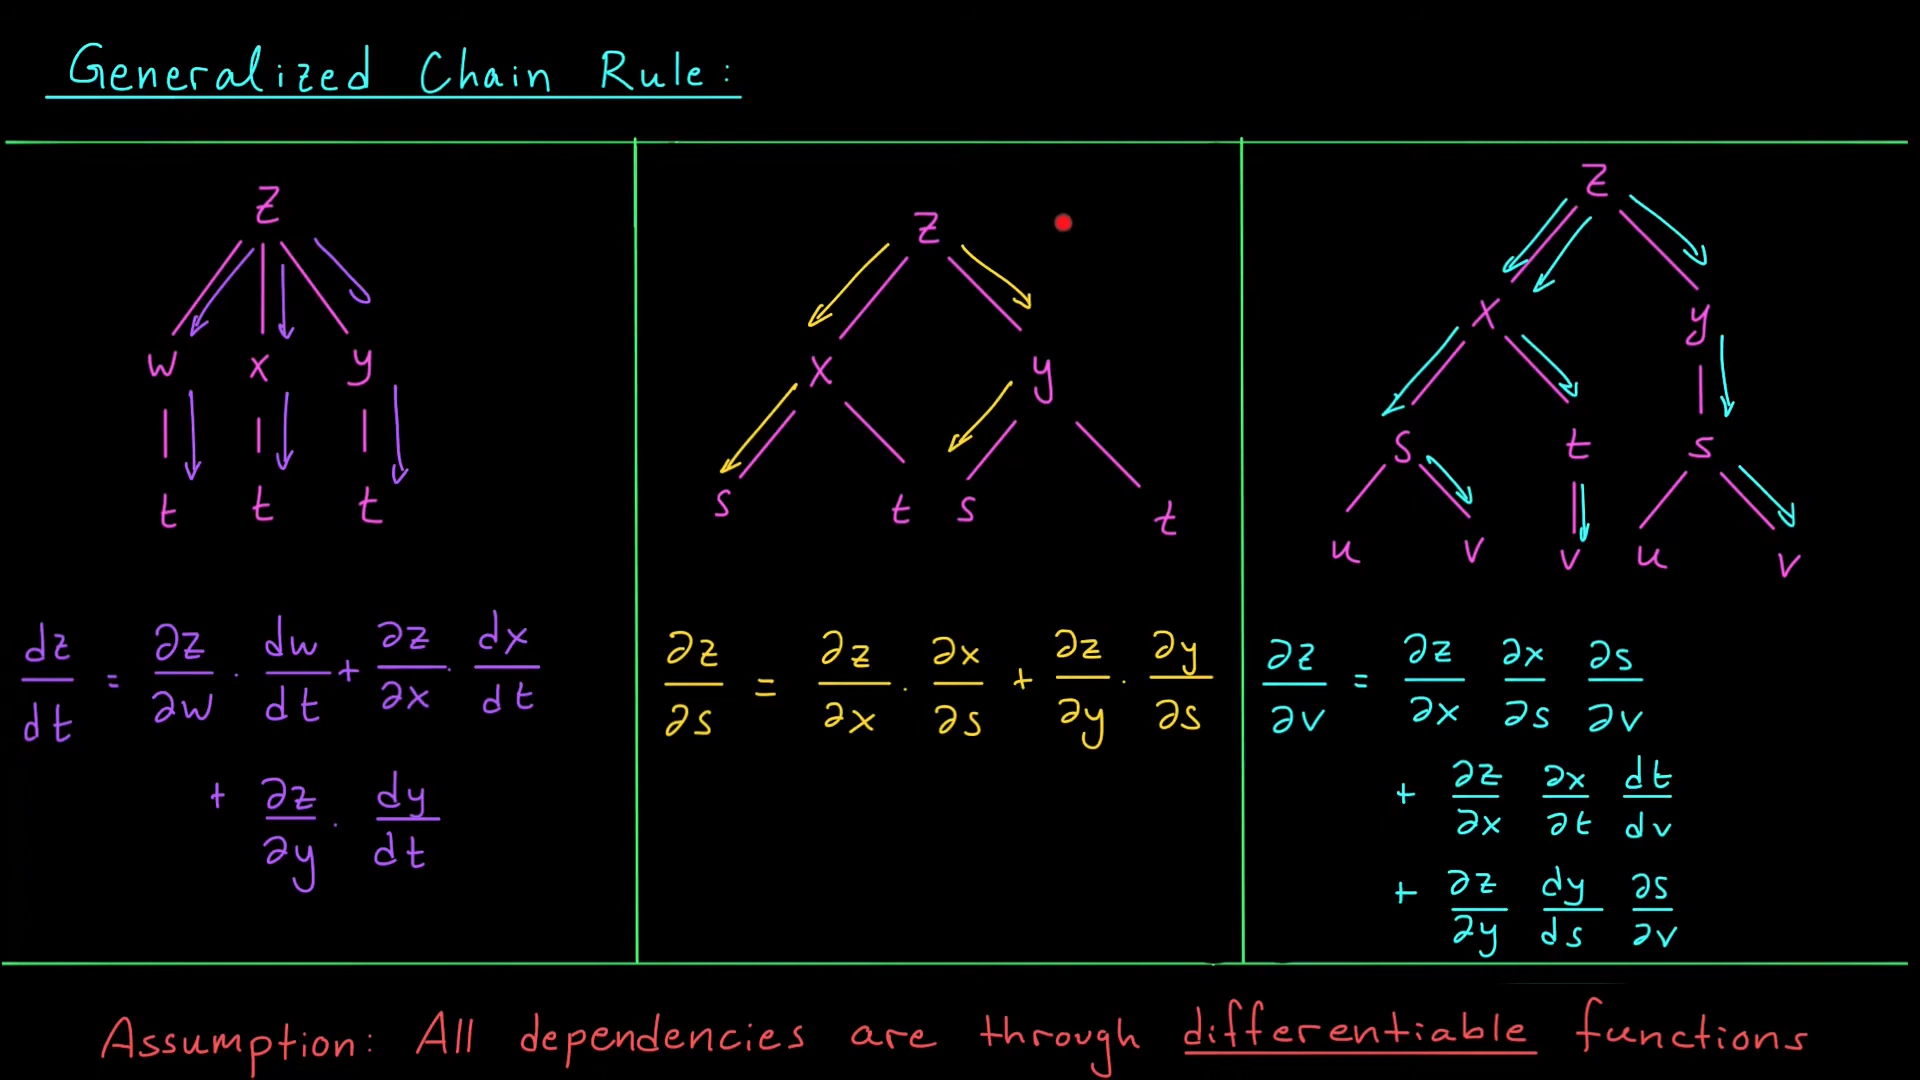 Generalized Chain Rule:
z
w x y
t t t
dz/dt = ∂z/∂w · dw/dt + ∂z/∂x · dx/dt
+ ∂z/∂y · dy/dt
z
x y
s t s t
∂z/∂s = ∂z/∂x · ∂x/∂s + ∂z/∂y · ∂y/∂s
z
x y
s t s
u v v u v
∂z/∂v = ∂z/∂x ∂x/∂s ∂s/∂v
+ ∂z/∂x ∂x/∂t dt/dv
+ ∂z/∂y dy/ds ∂s/∂v
Assumption: All dependencies are through differentiable functions